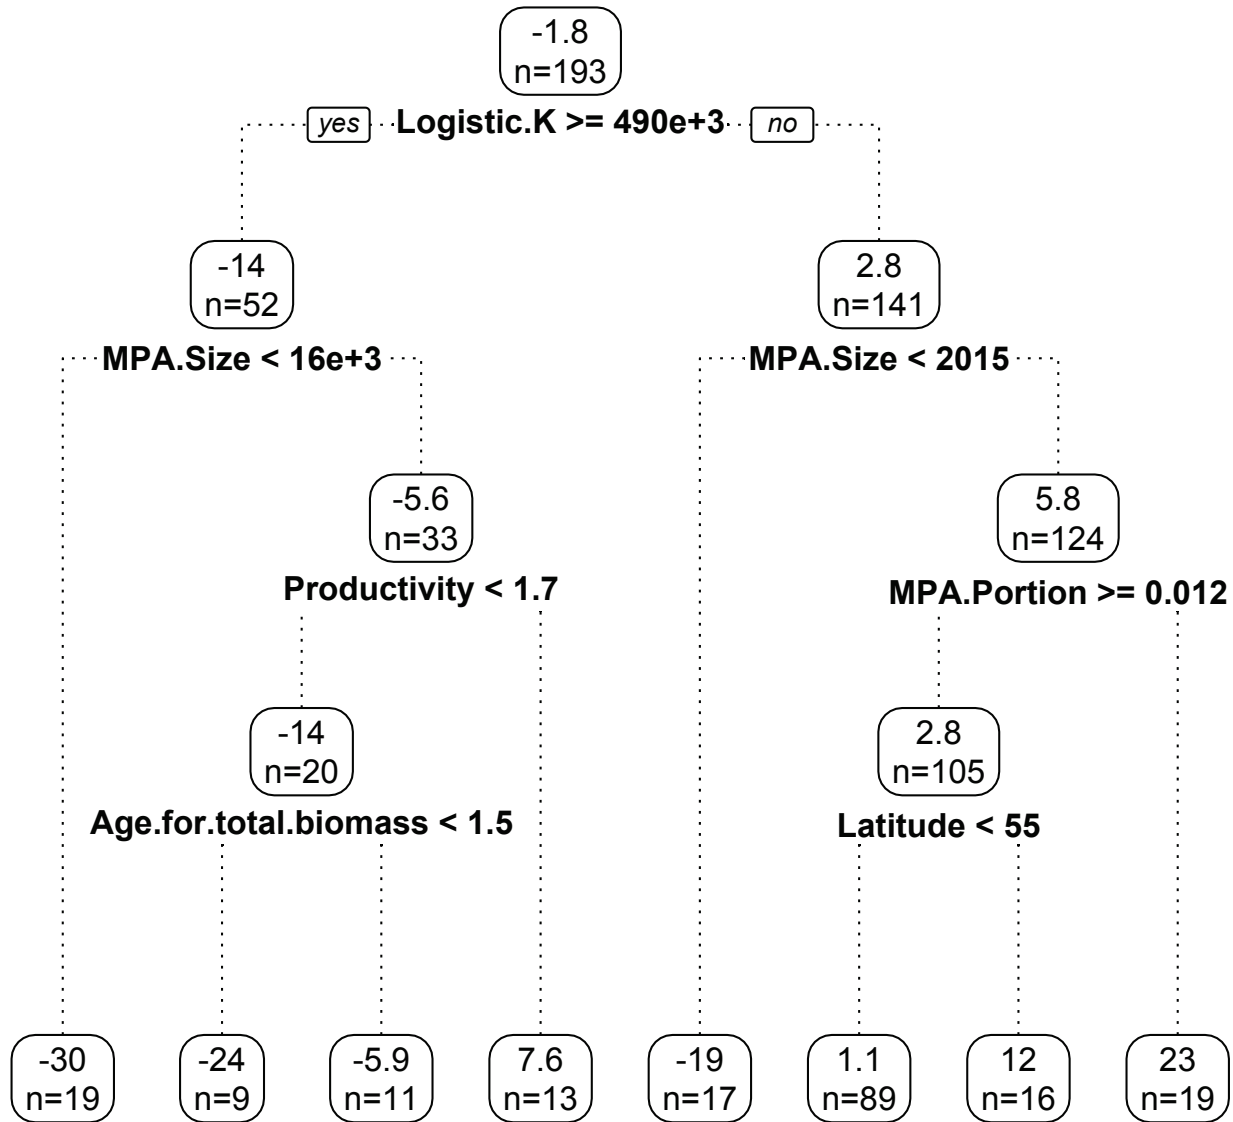 -1.8
n=193
yes Logistic.K >= 490e+3 no
-14
n=52
2.8
n=141
MPA.Size < 16e+3
MPA.Size < 2015
-5.6
n=33
5.8
n=124
Productivity < 1.7
MPA.Portion >= 0.012
-14
n=20
2.8
n=105
Age.for.total.biomass < 1.5
Latitude < 55
-30
n=19
-24
n=9
-5.9
n=11
7.6
n=13
-19
n=17
1.1
n=89
12
n=16
23
n=19